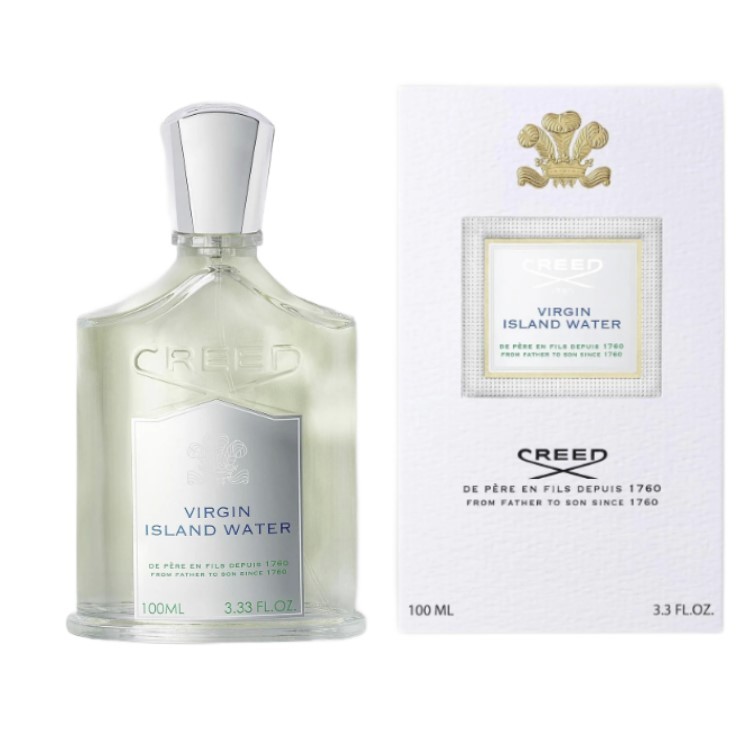 CREED
VIRGIN
ISLAND WATER
DE PÈRE EN FILS DEPUIS 1760
FROM FATHER TO SON SINCE 1760
100ML 3.33 FL.OZ.
CREED
VIRGIN
ISLAND WATER
DE PÈRE EN FILS DEPUIS 1760
FROM FATHER TO SON SINCE 1760
CREED
DE PÈRE EN FILS DEPUIS 1760
FROM FATHER TO SON SINCE 1760
100 ML 3.3 FL.OZ.